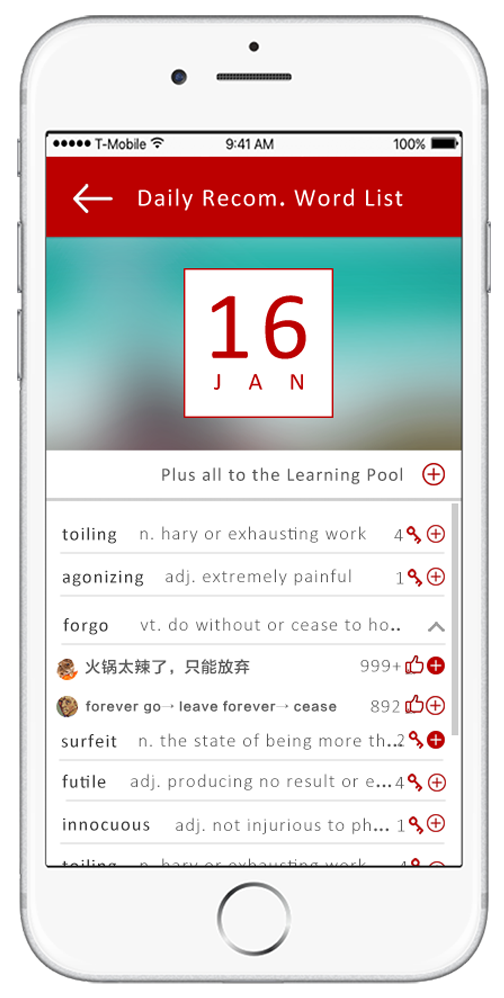 T-Mobile 9:41 AM 100%
Daily Recom. Word List
16
JAN
Plus all to the Learning Pool
toiling n. hary or exhausting work 4
agonizing adj. extremely painful 1
forgo vt. do without or cease to ho..
火锅太辣了，只能放弃 999+
forever go→ leave forever→ cease 892
surfeit n. the state of being more th...2
futile adj. producing no result or e...4
innocuous adj. not injurious to ph... 1
toiling n. hary or exhausting work 4